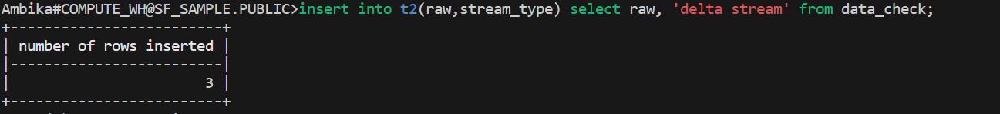 Ambika#COMPUTE_WH@SF_SAMPLE.PUBLIC>insert into t2(raw,stream_type) select raw, 'delta stream' from data_check;
+-------------------------+
| number of rows inserted |
|-------------------------|
|                       3 |
+-------------------------+